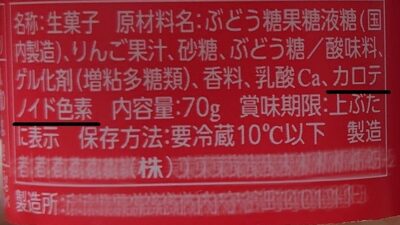 名称:生菓子 原材料名:ぶどう糖果糖液糖(国
内製造)、りんご果汁、砂糖、ぶどう糖/酸味料、
ゲル化剤(増粘多糖類)、香料、乳酸Ca、カロテ
ノイド色素 内容量:70g 賞味期限:上ぶた
に表示 保存方法:要冷蔵10℃以下 製造
(株)
製造所: